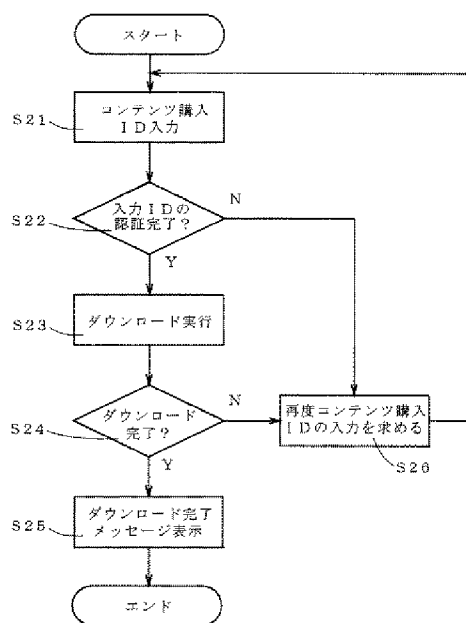 スタート
S21
コンテンツ購入
ID入力
S22
入力IDの
認証完了？
N
Y
S23
ダウンロード実行
S24
ダウンロード
完了？
N
Y
再度コンテンツ購入
IDの入力を求める
S26
S25
ダウンロード完了
メッセージ表示
エンド